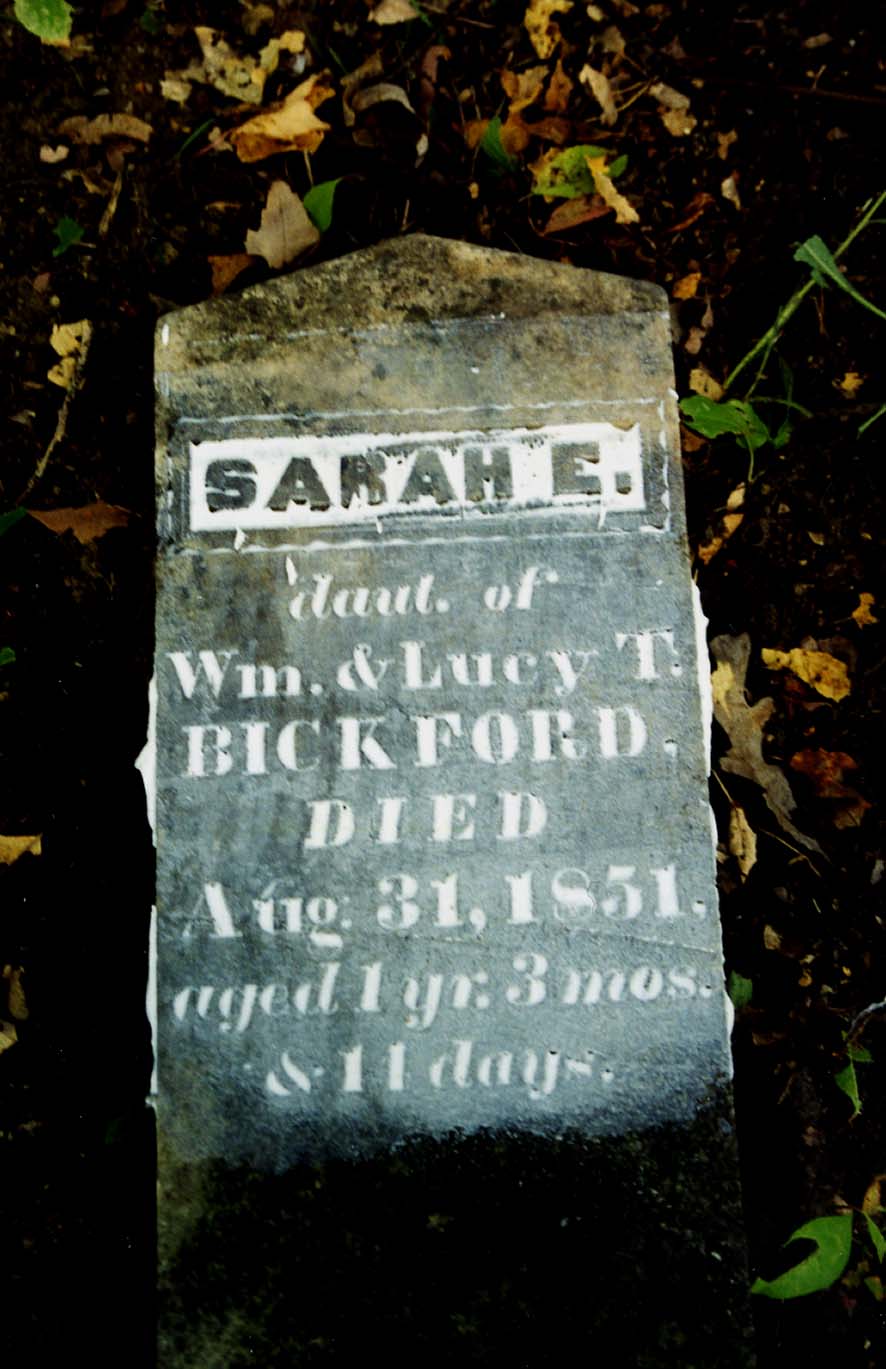 SARAH E.
daut. of
Wm. & Lucy T.
BICKFORD.
DIED
Aug. 31, 1851.
aged 1 yr. 3 mos.
& 11 days.